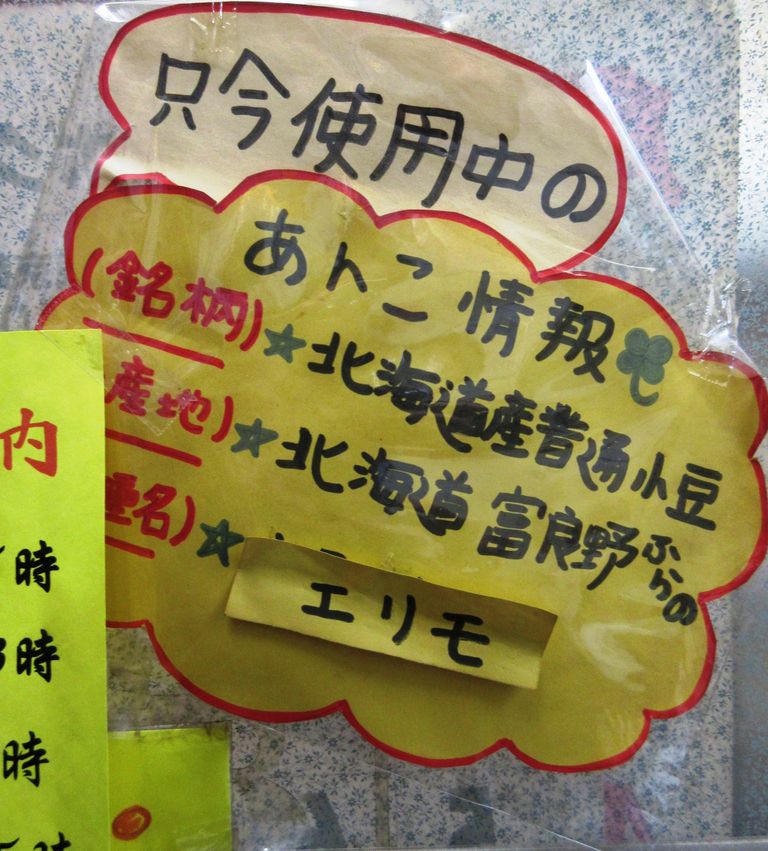 只今使用中の
あんこ情報
(銘柄)★北海道産普通小豆
産地)★北海道富良野ふらの
種名)★
エリモ
内
時
時
時
時